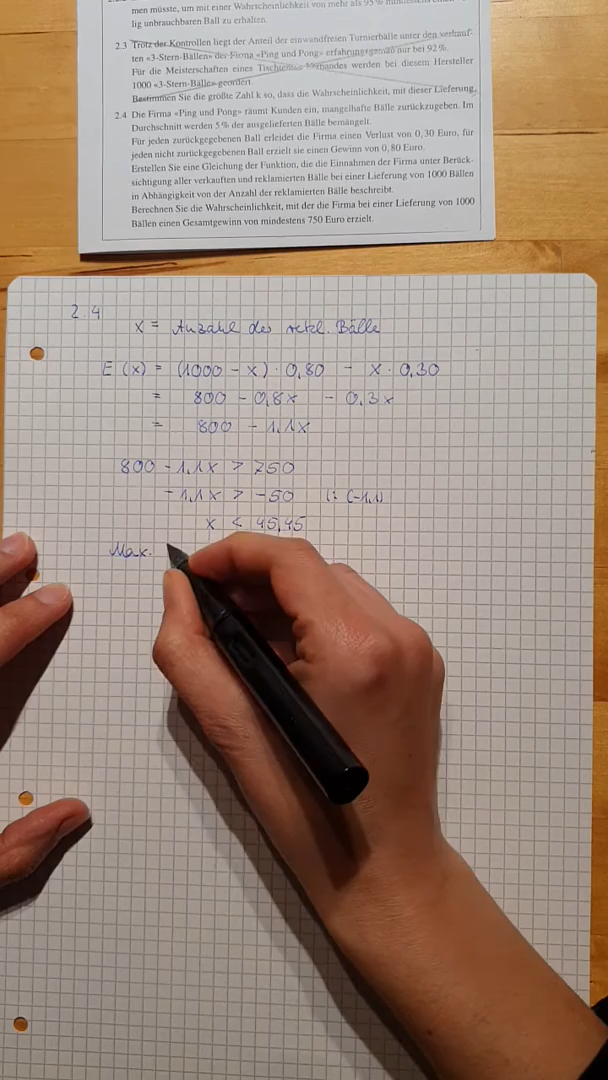 men müsste, um mit einer Wahrscheinlichkeit von mehr als 95%
lig unbrauchbaren Ball zu erhalten.
2.3 Trotz der Kontrollen liegt der Anteil der einwandfreien Turnierbälle unter den verkauf-
ten «3-Stern-Bällen» der Firma «Ping und Pong» erfahrungsgemäß nur bei 92%.
Für die Meisterschaften eines Tischtennis-Verbandes werden bei diesem Hersteller
1000 «3-Stern-Bälle» geordert.
Bestimmen Sie die größte Zahl k so, dass die Wahrscheinlichkeit, mit dieser Lieferung,
2.4 Die Firma «Ping und Pong» räumt Kunden ein, mangelhafte Bälle zurückzugeben. Im
Durchschnitt werden 5% der ausgelieferten Bälle bemängelt.
Für jeden zurückgegebenen Ball erleidet die Firma einen Verlust von 0,30 Euro, für
jeden nicht zurückgegebenen Ball erzielt sie einen Gewinn von 0,80 Euro.
Erstellen Sie eine Gleichung der Funktion, die die Einnahmen der Firma unter Berück-
sichtigung aller verkauften und reklamierten Bälle bei einer Lieferung von 1000 Bällen
in Abhängigkeit von der Anzahl der reklamierten Bälle beschreibt.
Berechnen Sie die Wahrscheinlichkeit, mit der die Firma bei einer Lieferung von 1000
Bällen einen Gesamtgewinn von mindestens 750 Euro erzielt.
2.4
x = Anzahl der rekl. Bälle
E(x) = (1000 - x) · 0,80 - x · 0,30
= 800 - 0,8x - 0,3x
= 800 - 1,1x
800 - 1,1x > 750
- 1,1x > -50 |: (-1,1)
x < 45,45
Max.